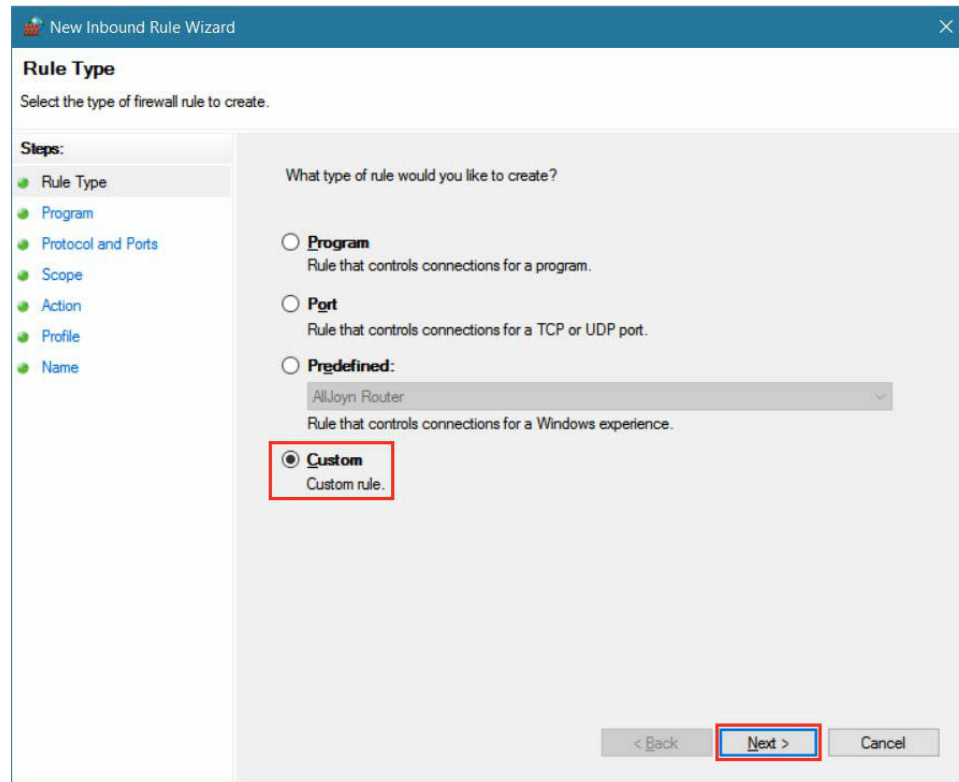 New Inbound Rule Wizard
Rule Type
Select the type of firewall rule to create.
Steps:
Rule Type
Program
Protocol and Ports
Scope
Action
Profile
Name
What type of rule would you like to create?
Program
Rule that controls connections for a program.
Port
Rule that controls connections for a TCP or UDP port.
Predefined:
AllJoyn Router
Rule that controls connections for a Windows experience.
Custom
Custom rule.
< Back Next > Cancel